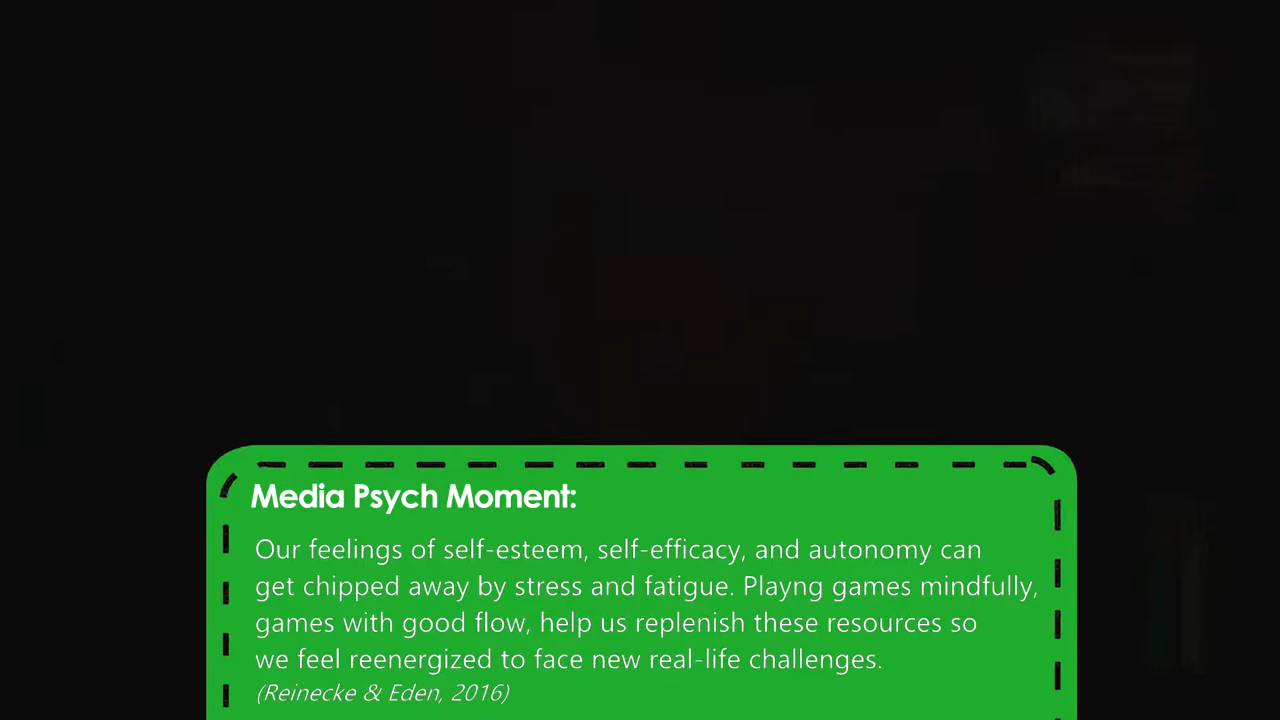 Media Psych Moment:
Our feelings of self-esteem, self-efficacy, and autonomy can
get chipped away by stress and fatigue. Playng games mindfully,
games with good flow, help us replenish these resources so
we feel reenergized to face new real-life challenges.
(Reinecke & Eden, 2016)